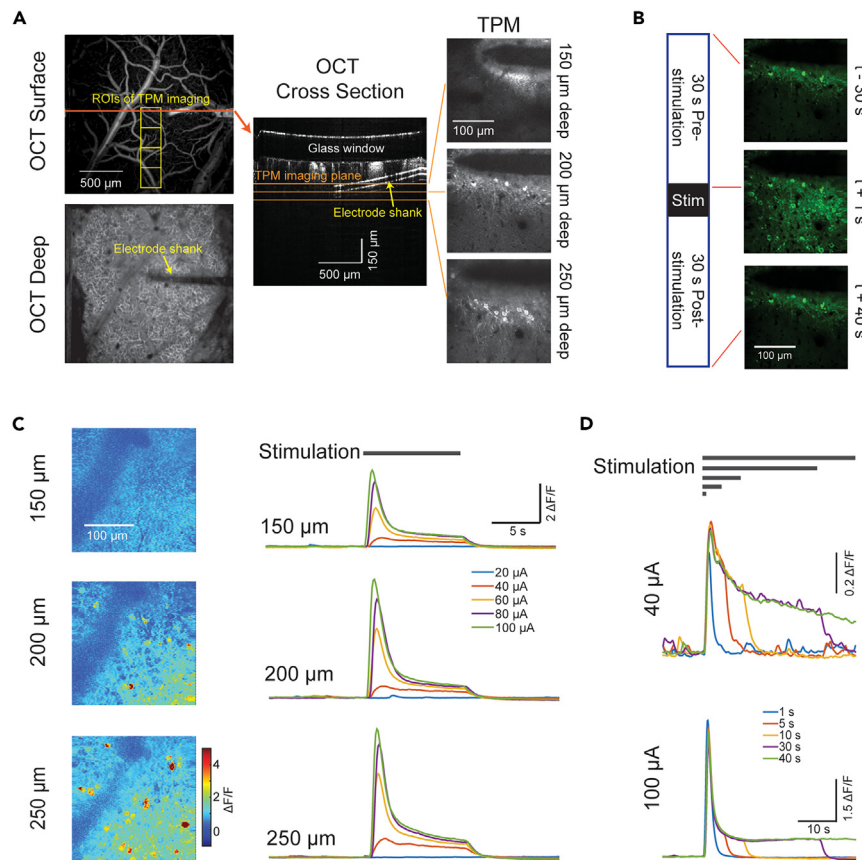 A
TPM
B
OCT Surface
ROIs of TPM imaging
500 μm
OCT
Cross Section
Glass window
TPM imaging plane
Electrode shank
500 μm
150 μm
100 μm
150 μm deep
200 μm deep
250 μm deep
OCT Deep
Electrode shank
30 s Pre-
stimulation
Stim
30 s Post-
stimulation
t - 30s
t + 1 s
t + 40s
100 μm
C
150 μm
100 μm
200 μm
250 μm
4
2
0
ΔF/F
Stimulation
2 ΔF/F
5 s
150 μm
20 μA
40 μA
60 μA
80 μA
100 μA
200 μm
250 μm
D
Stimulation
40 μA
0.2 ΔF/F
100 μA
1 s
5 s
10 s
30 s
40 s
1.5 ΔF/F
10 s